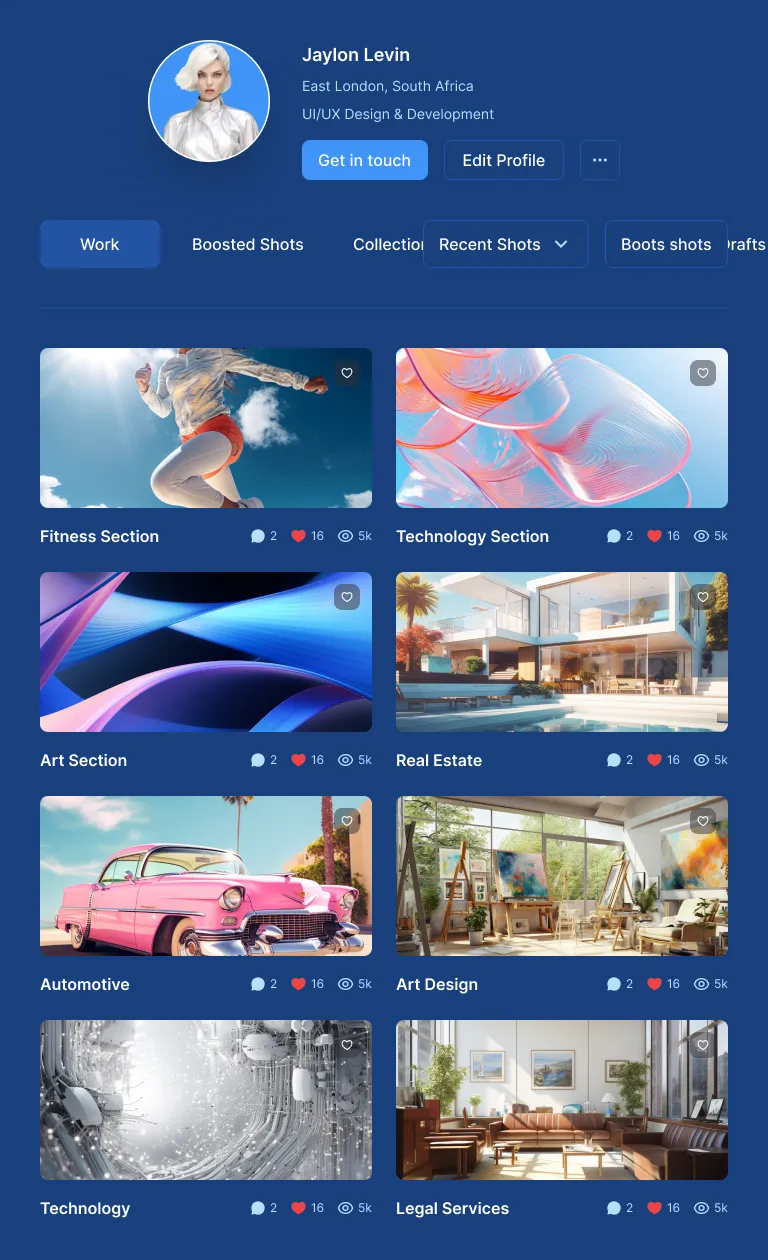 Jaylon Levin
East London, South Africa
UI/UX Design & Development
Get in touch Edit Profile
Work Boosted Shots Collection Recent Shots Boots shots Drafts
Fitness Section 2 16 5k
Technology Section 2 16 5k
Art Section 2 16 5k
Real Estate 2 16 5k
Automotive 2 16 5k
Art Design 2 16 5k
Technology 2 16 5k
Legal Services 2 16 5k